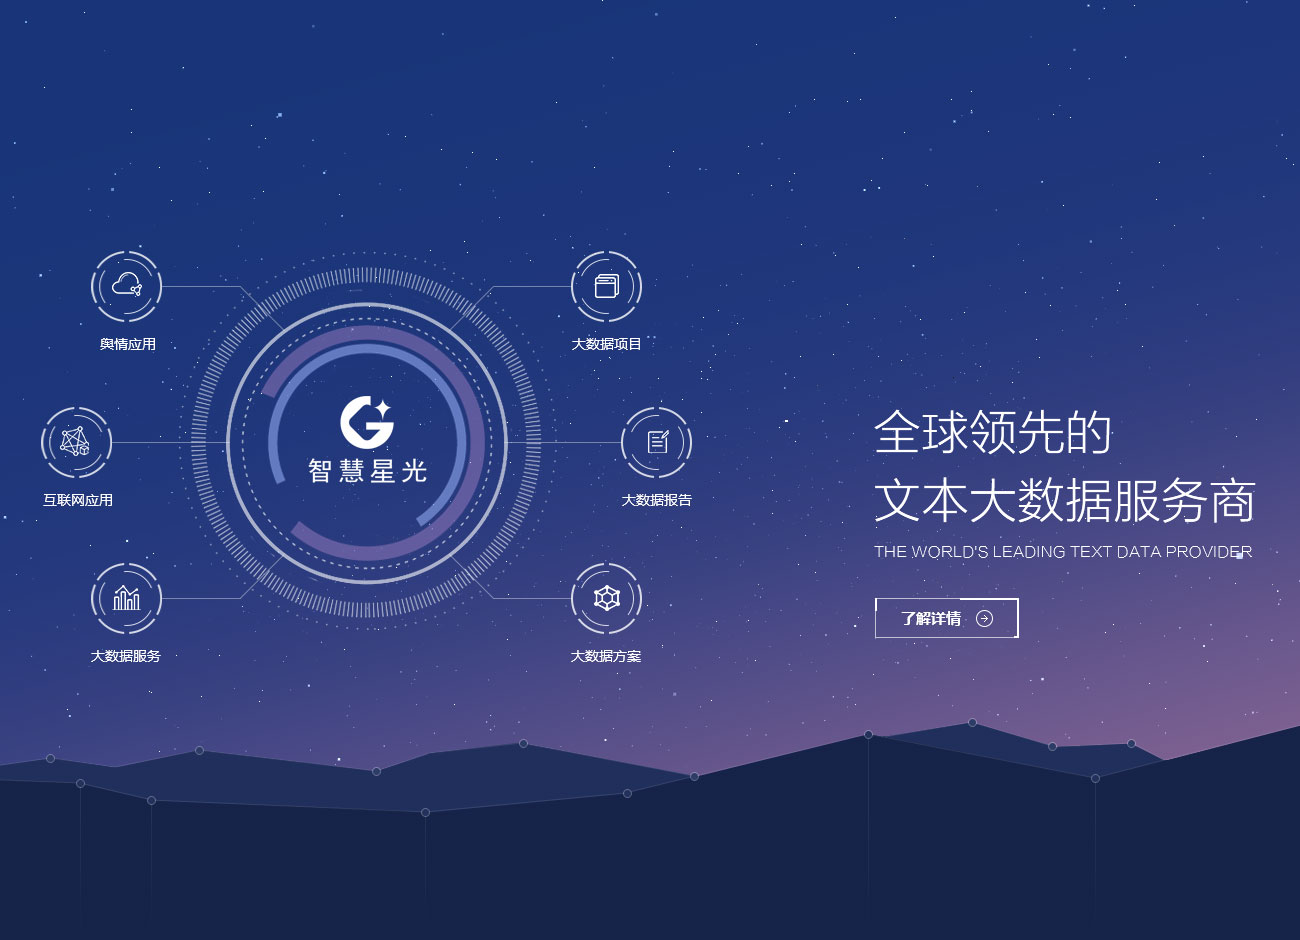 舆情应用
大数据项目
互联网应用
智慧星光
大数据报告
大数据服务
大数据方案
全球领先的
文本大数据服务商
THE WORLD'S LEADING TEXT DATA PROVIDER
了解详情